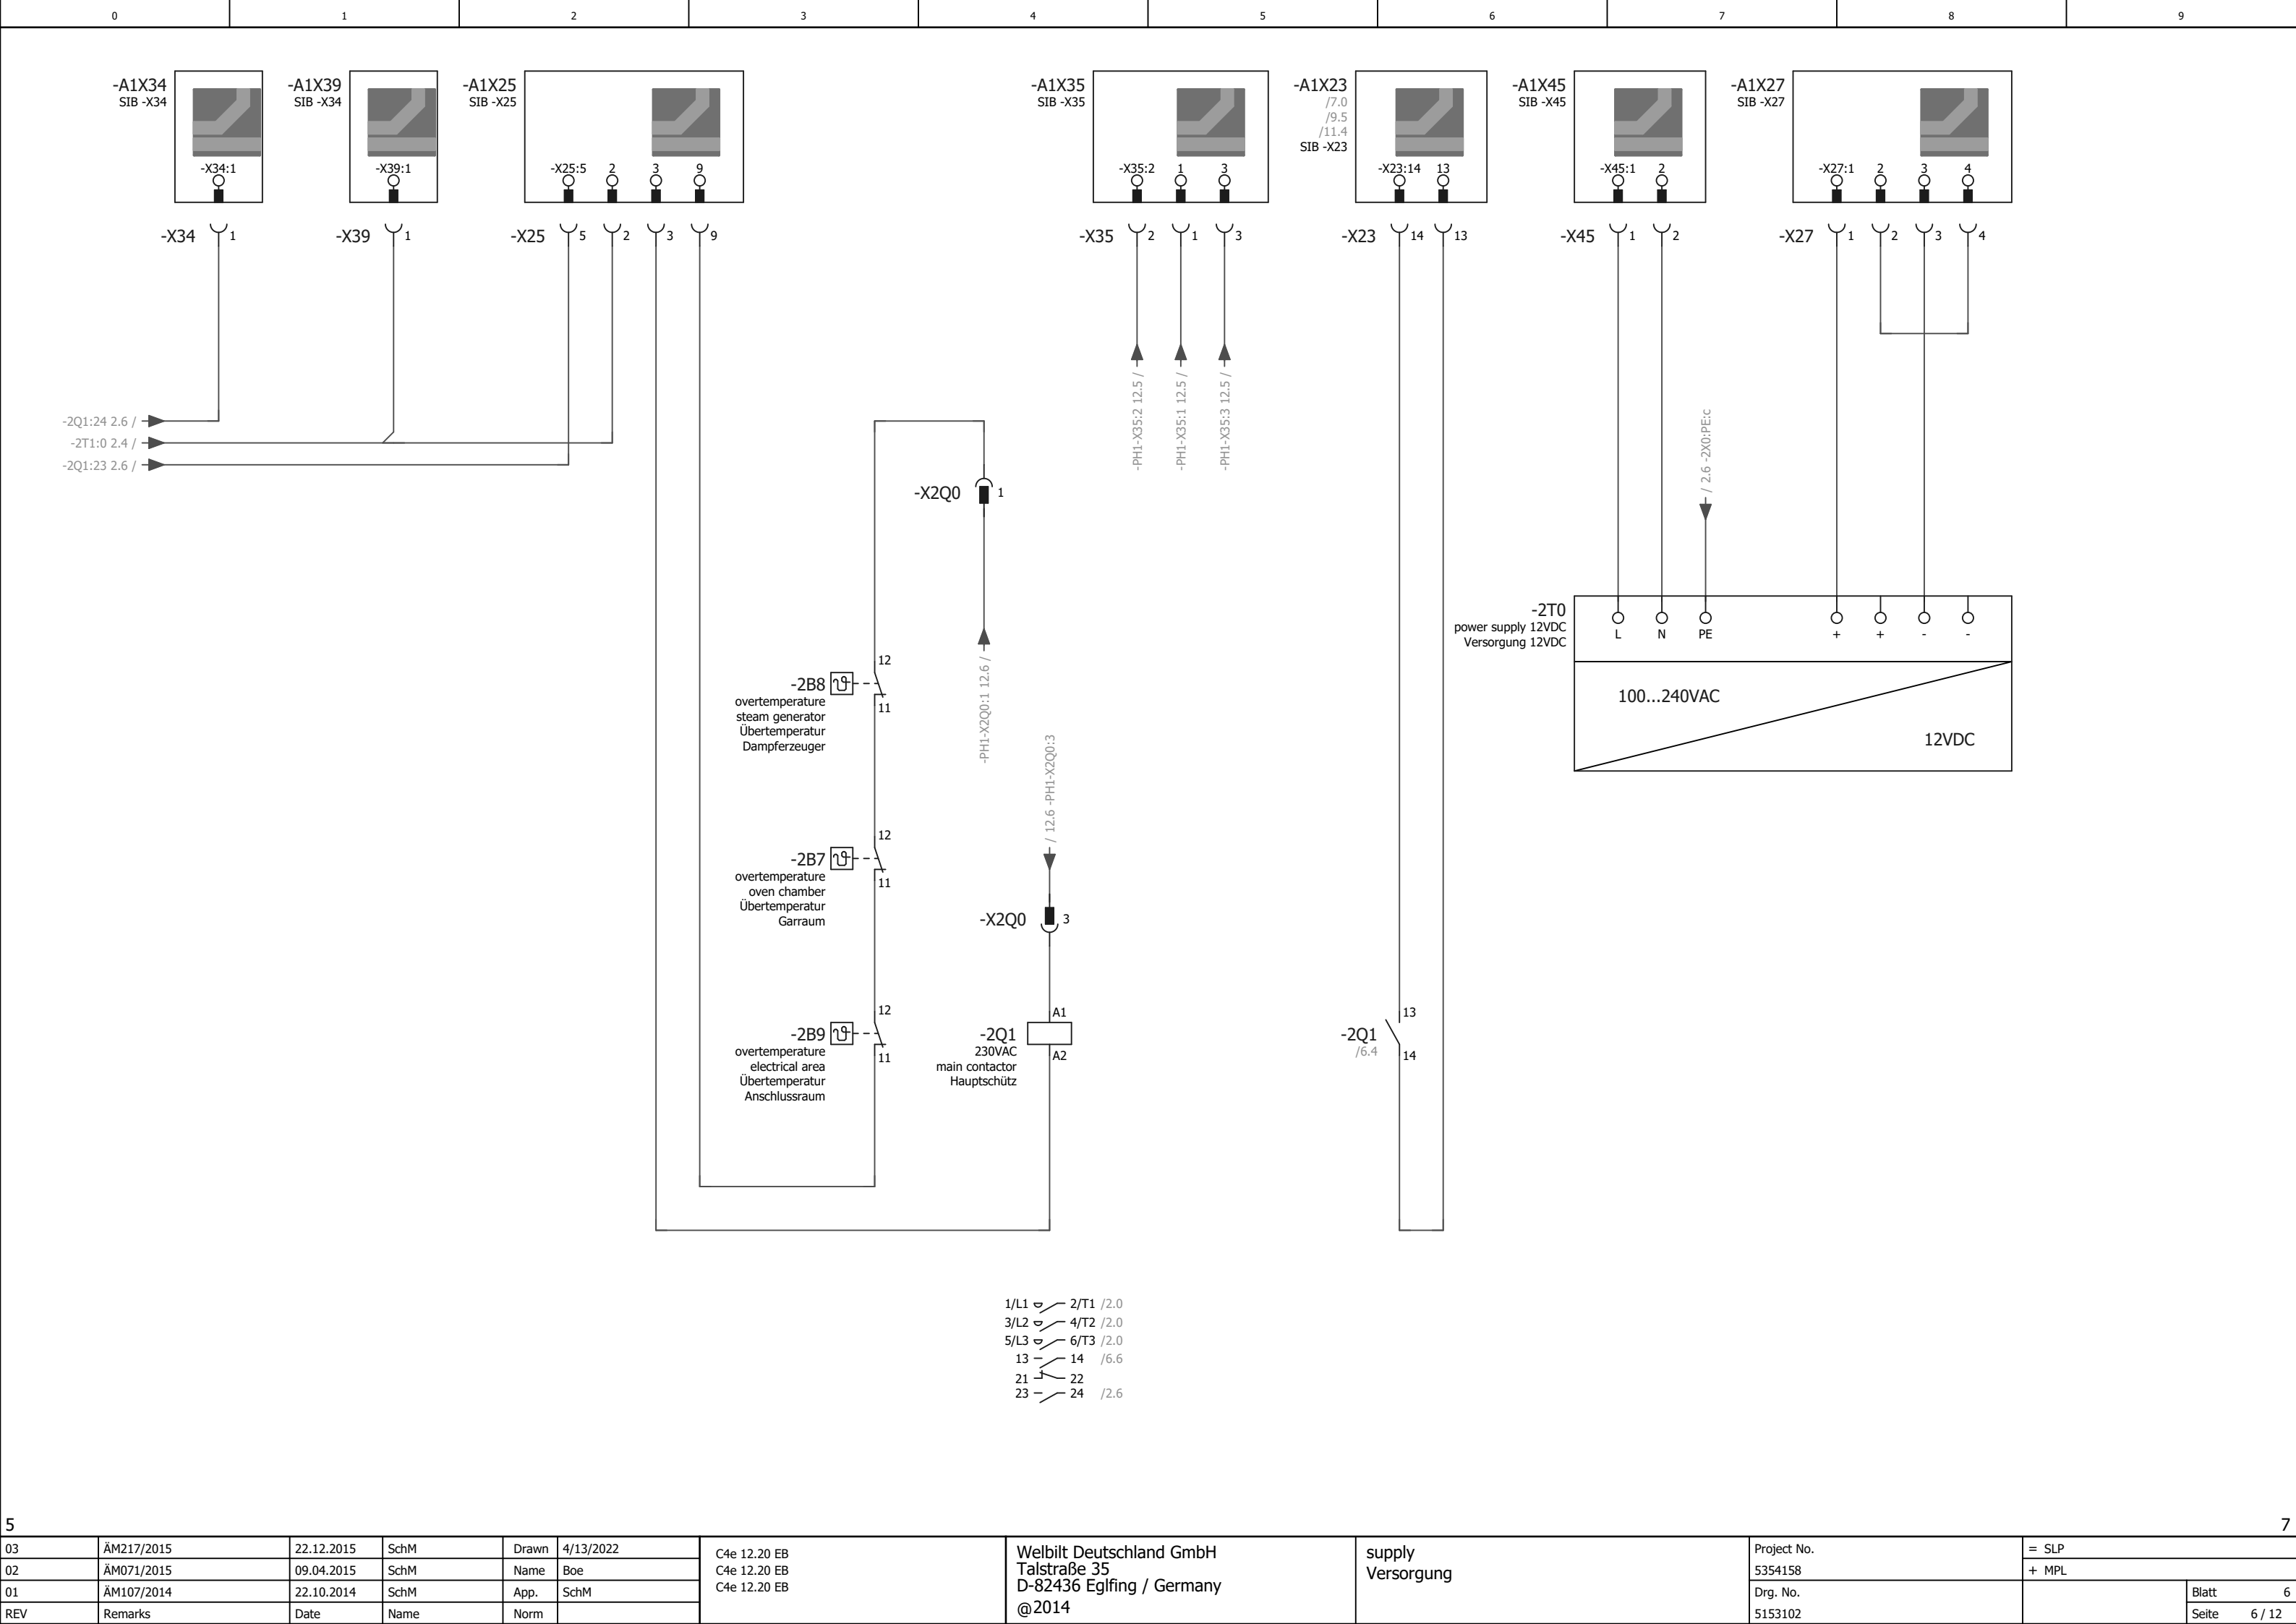 0 1 2 3 4 5 6 7 8 9
-A1X34
SIB -X34
-X34:1
-X34 1
-A1X39
SIB -X34
-X39:1
-X39 1
-A1X25
SIB -X25
-X25:5 2 3 9
-X25 5 2 3 9
-A1X35
SIB -X35
-X35:2 1 3
-X35 2 1 3
-A1X23
/7.0
/9.5
/11.4
SIB -X23
-X23:14 13
-X23 14 13
-A1X45
SIB -X45
-X45:1 2
-X45 1 2
-A1X27
SIB -X27
-X27:1 2 3 4
-X27 1 2 3 4
-2Q1:24 2.6 /
-2T1:0 2.4 /
-2Q1:23 2.6 /
-PH1-X35:2 12.5 /
-PH1-X35:1 12.5 /
-PH1-X35:3 12.5 /
/ 2.6 -2X0:PE:c
-X2Q0 1
-PH1-X2Q0:1 12.6 /
-2T0
power supply 12VDC
Versorgung 12VDC
L N PE + + - -
100...240VAC
12VDC
12
-2B8
11
overtemperature
steam generator
Übertemperatur
Dampferzeuger
/ 12.6 -PH1-X2Q0:3
12
-2B7
11
overtemperature
oven chamber
Übertemperatur
Garraum
-X2Q0 3
12
-2B9
11
overtemperature
electrical area
Übertemperatur
Anschlussraum
A1
-2Q1
A2
230VAC
main contactor
Hauptschütz
13
-2Q1
/6.4
14
1/L1 2/T1 /2.0
3/L2 4/T2 /2.0
5/L3 6/T3 /2.0
13 14 /6.6
21 22
23 24 /2.6
5
7
03 ÄM217/2015 22.12.2015 SchM Drawn 4/13/2022
02 ÄM071/2015 09.04.2015 SchM Name Boe
01 ÄM107/2014 22.10.2014 SchM App. SchM
REV Remarks Date Name Norm
C4e 12.20 EB
C4e 12.20 EB
C4e 12.20 EB
Welbilt Deutschland GmbH
Talstraße 35
D-82436 Eglfing / Germany
@2014
supply
Versorgung
Project No.
5354158
Drg. No.
5153102
= SLP
+ MPL
Blatt 6
Seite 6 / 12